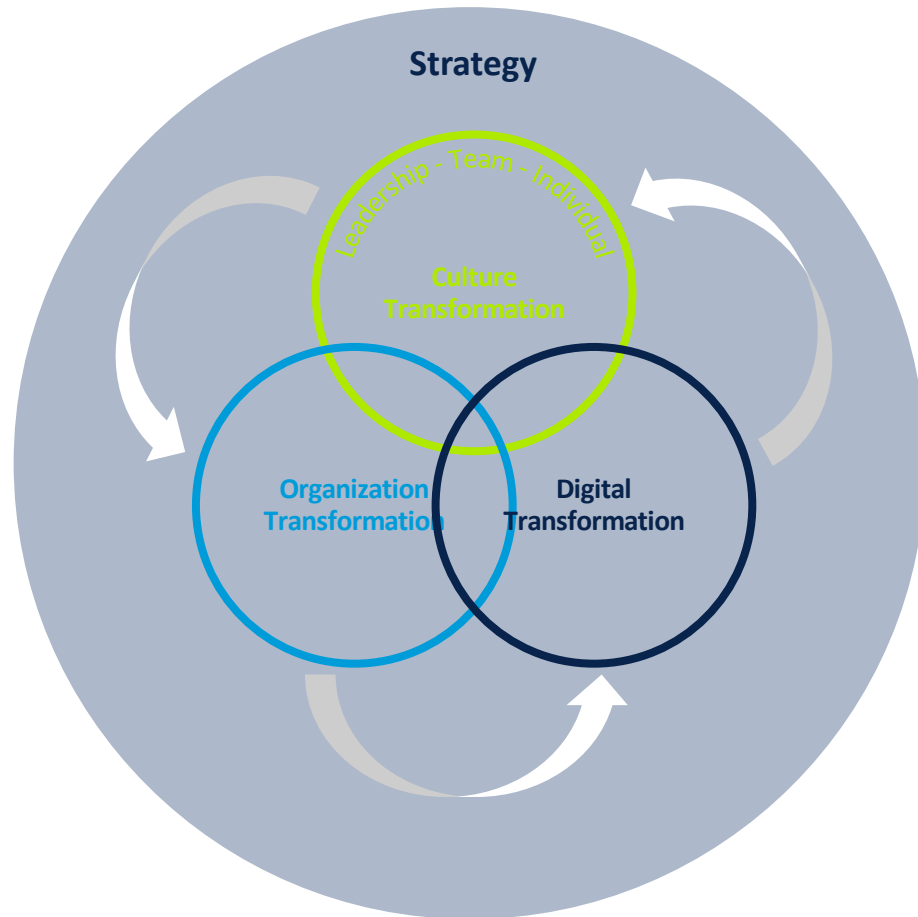 Strategy
Leadership - Team - Individual
Culture
Transformation
Organization
Transformation
Digital
Transformation